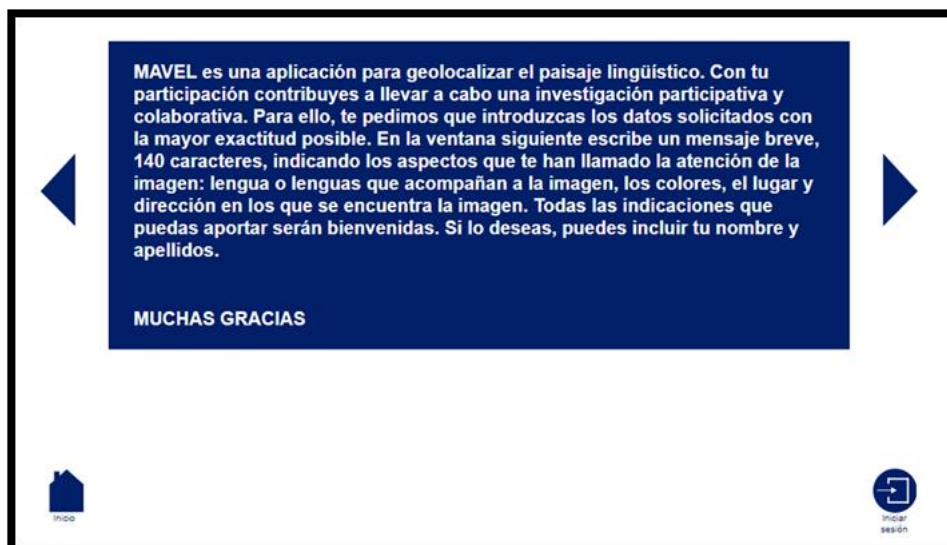 MAVEL es una aplicación para geolocalizar el paisaje lingüístico. Con tu
participación contribuyes a llevar a cabo una investigación participativa y
colaborativa. Para ello, te pedimos que introduzcas los datos solicitados con
la mayor exactitud posible. En la ventana siguiente escribe un mensaje breve,
140 caracteres, indicando los aspectos que te han llamado la atención de la
imagen: lengua o lenguas que acompañan a la imagen, los colores, el lugar y
dirección en los que se encuentra la imagen. Todas las indicaciones que
puedas aportar serán bienvenidas. Si lo deseas, puedes incluir tu nombre y
apellidos.
MUCHAS GRACIAS
Inicio
Iniciar
sesión